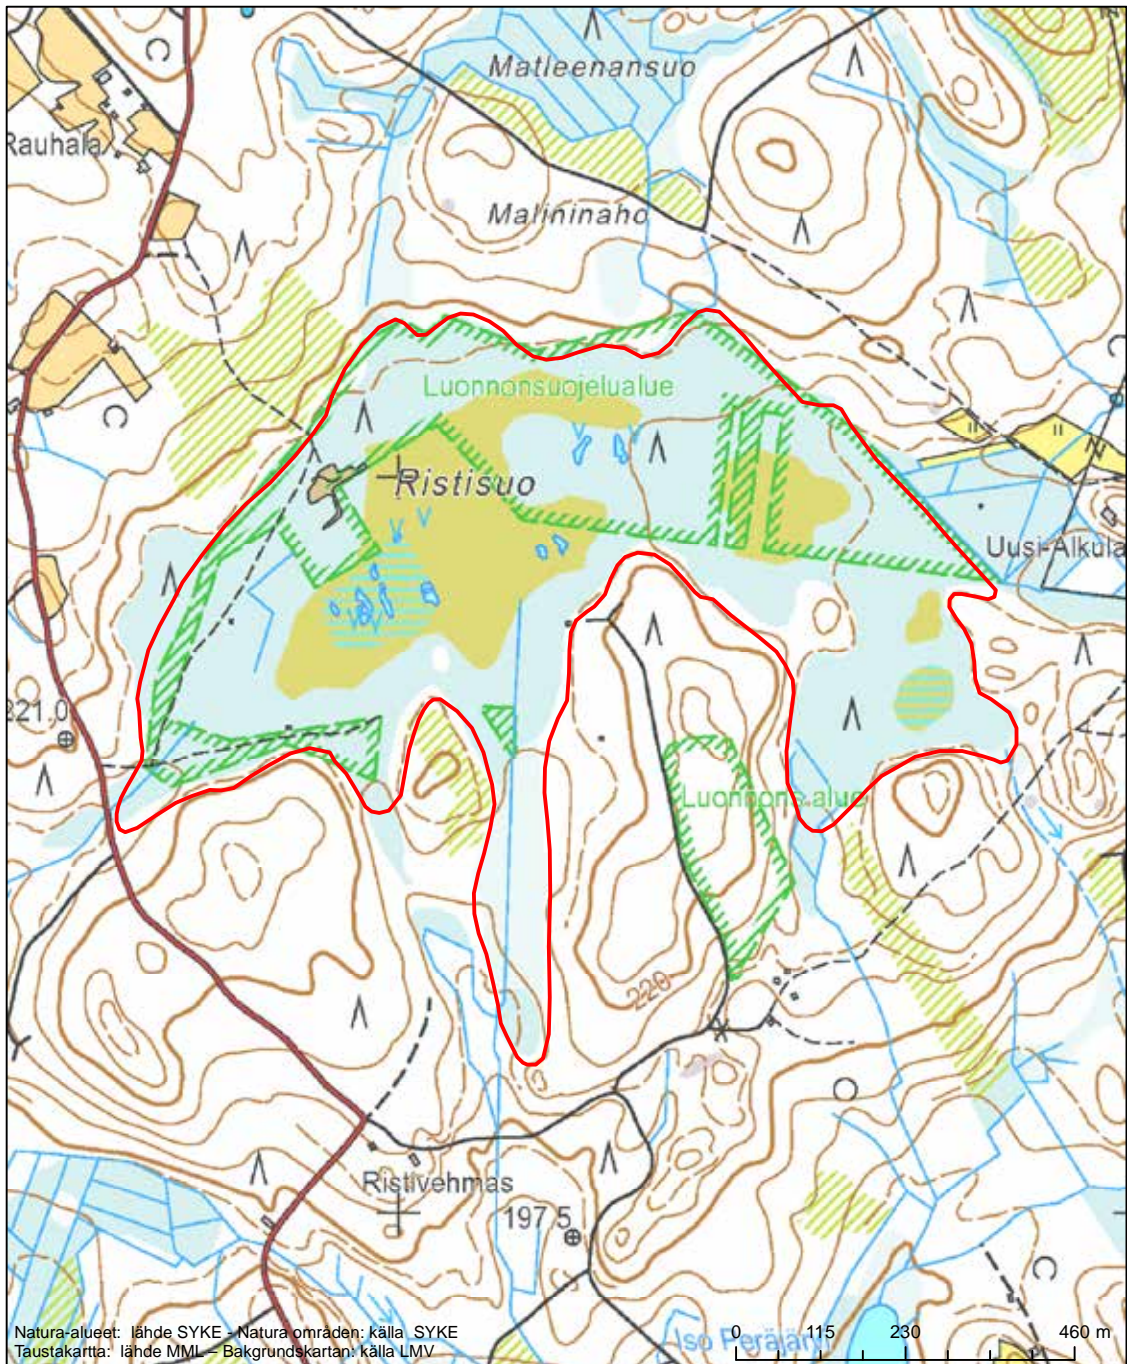 Matleenansuo
Rauhala
Malininaho
Luonnonsuojelualue
Ristisuo
Uusi-Alkula
221.0
Luonnons alue
220
Ristivehmas
197.5
Iso Peräjärvi
Natura-alueet: lähde SYKE - Natura områden: källa SYKE
Taustakartta: lähde MML – Bakgrundskartan: källa LMV
0 115 230 460 m